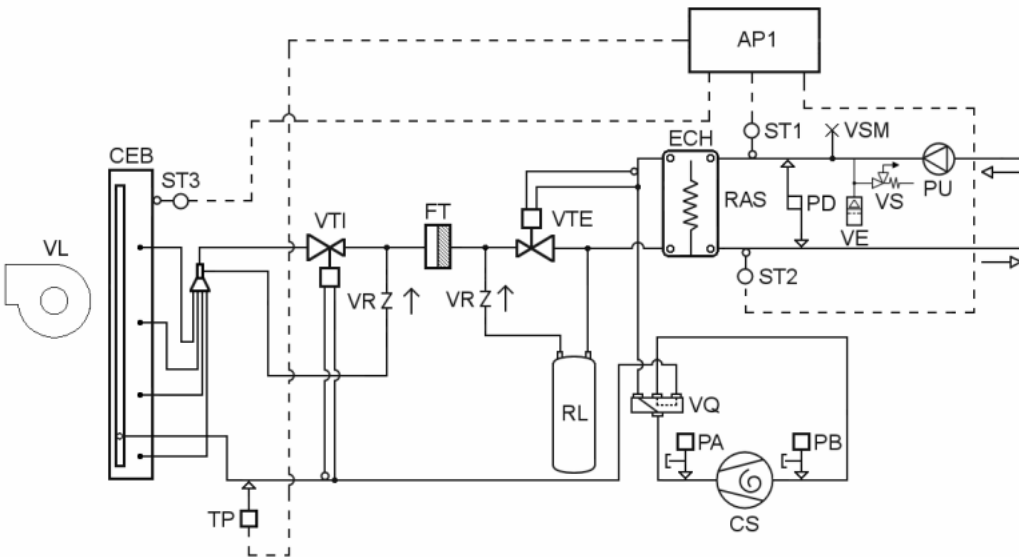 AP1
ST1
VSM
ECH
CEB
ST3
RAS
PD
VS
PU
VTI
FT
VTE
VE
VL
ST2
VR
VR
RL
VQ
PA
PB
TP
CS